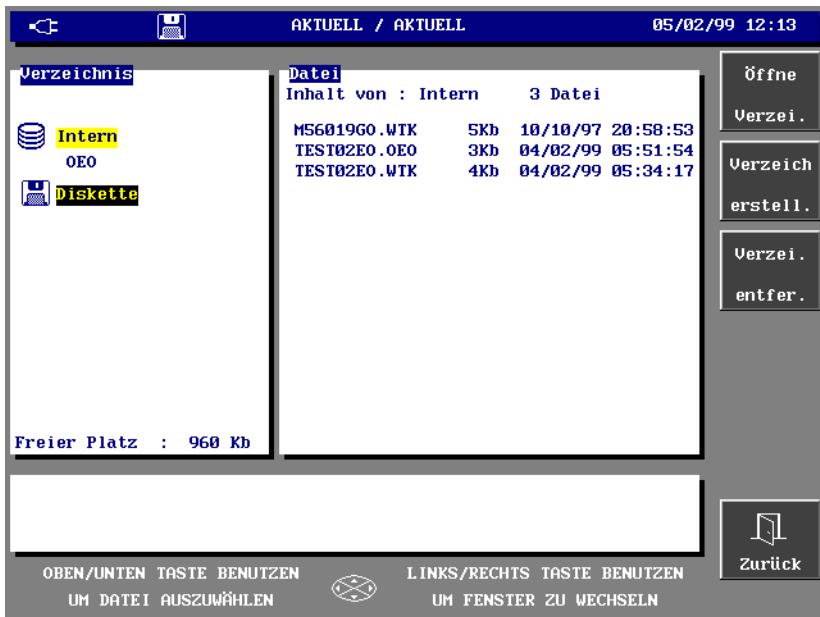 AKTUELL / AKTUELL 05/02/99 12:13
Verzeichnis
Intern
OEO
Diskette
Freier Platz : 960 Kb
Datei
Inhalt von : Intern 3 Datei
M56019GO.WTK 5Kb 10/10/97 20:58:53
TEST02EO.OEO 3Kb 04/02/99 05:51:54
TEST02EO.WTK 4Kb 04/02/99 05:34:17
Öffne
Verzei.
Verzeich
erstell.
Verzei.
entfer.
Zurück
OBEN/UNTEN TASTE BENUTZEN
UM DATEI AUSZUWÄHLEN
LINKS/RECHTS TASTE BENUTZEN
UM FENSTER ZU WECHSELN